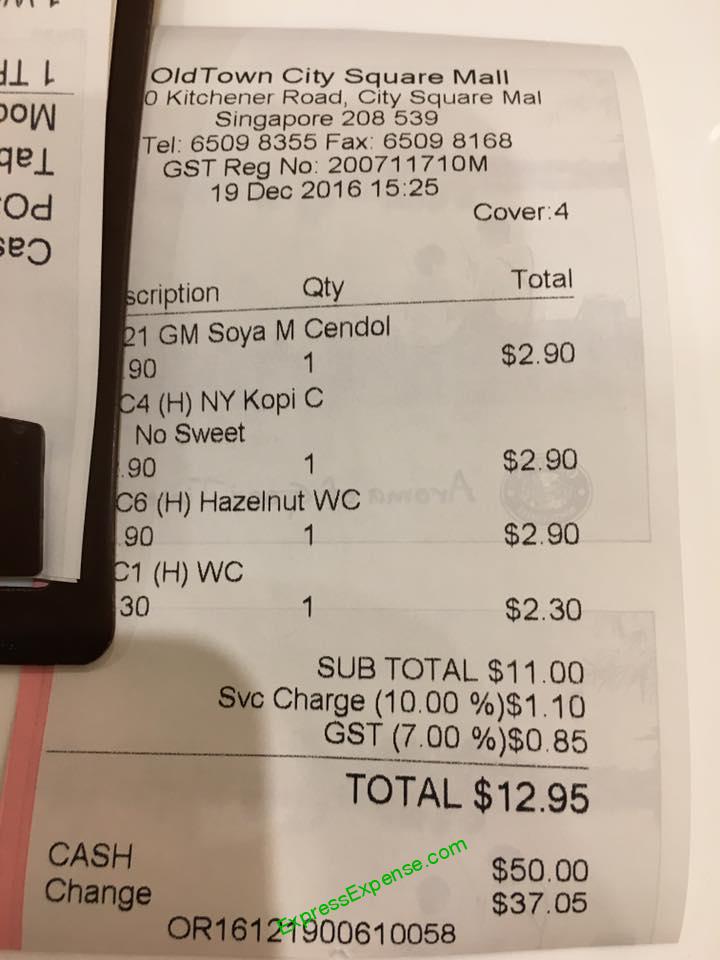 OldTown City Square Mall
0 Kitchener Road, City Square Mal
Singapore 208 539
Tel: 6509 8355 Fax: 6509 8168
GST Reg No: 200711710M
19 Dec 2016 15:25
Cover:4
scription Qty Total
21 GM Soya M Cendol
.90 1 $2.90
C4 (H) NY Kopi C
No Sweet
.90 1 $2.90
C6 (H) Hazelnut WC
.90 1 $2.90
C1 (H) WC
30 1 $2.30
SUB TOTAL $11.00
Svc Charge (10.00 %)$1.10
GST (7.00 %)$0.85
TOTAL $12.95
CASH $50.00
Change $37.05
OR16121900610058
ExpressExpense.com
Cas
PO
Tab
Moc
1 TH